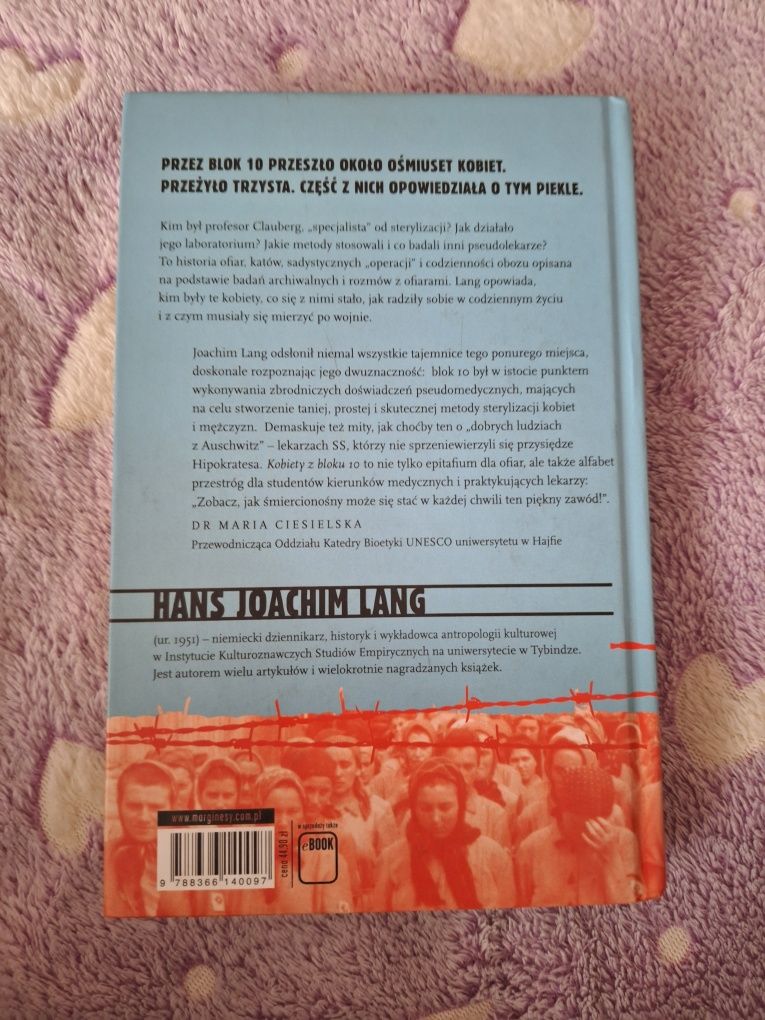 PRZEZ BLOK 10 PRZESZŁO OKOŁO OŚMIUSET KOBIET.
PRZEŻYŁO TRZYSTA. CZĘŚĆ Z NICH OPOWIEDZIAŁA O TYM PIEKLE.
Kim był profesor Clauberg, „specjalista" od sterylizacji? Jak działało
jego laboratorium? Jakie metody stosowali i co badali inni pseudolekarze?
To historia ofiar, katów, sadystycznych „operacji" i codzienności obozu opisana
na podstawie badań archiwalnych i rozmów z ofiarami. Lang opowiada,
kim były te kobiety, co się z nimi stało, jak radziły sobie w codziennym życiu
i z czym musiały się mierzyć po wojnie.
Joachim Lang odsłonił niemal wszystkie tajemnice tego ponurego miejsca,
doskonale rozpoznając jego dwuznaczność: blok 10 był w istocie punktem
wykonywania zbrodniczych doświadczeń pseudomedycznych, mających
na celu stworzenie taniej, prostej i skutecznej metody sterylizacji kobiet
i mężczyzn. Demaskuje też mity, jak choćby ten o „dobrych ludziach
z Auschwitz" – lekarzach SS, którzy nie sprzeniewierzyli się przysiędze
Hipokratesa. Kobiety z bloku 10 to nie tylko epitafium dla ofiar, ale także alfabet
przestróg dla studentów kierunków medycznych i praktykujących lekarzy:
„Zobacz, jak śmiercionośny może się stać w każdej chwili ten piękny zawód!".
DR MARIA CIESIELSKA
Przewodnicząca Oddziału Katedry Bioetyki UNESCO uniwersytetu w Hajfie
HANS JOACHIM LANG
(ur. 1951) – niemiecki dziennikarz, historyk i wykładowca antropologii kulturowej
w Instytucie Kulturoznawczych Studiów Empirycznych na uniwersytecie w Tybindze.
Jest autorem wielu artykułów i wielokrotnie nagradzanych książek.
www.marginesy.com.pl
cena 44,90 zł
w sprzedaży także
eBOOK
9 788366 140097